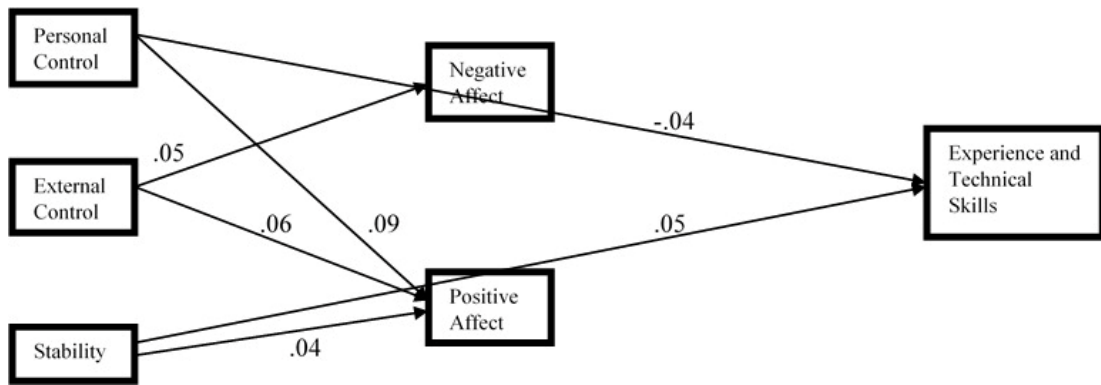 Personal
Control
Negative
Affect
-.04
.05
Experience and
Technical
Skills
External
Control
.06
.09
.05
Positive
Affect
Stability
.04